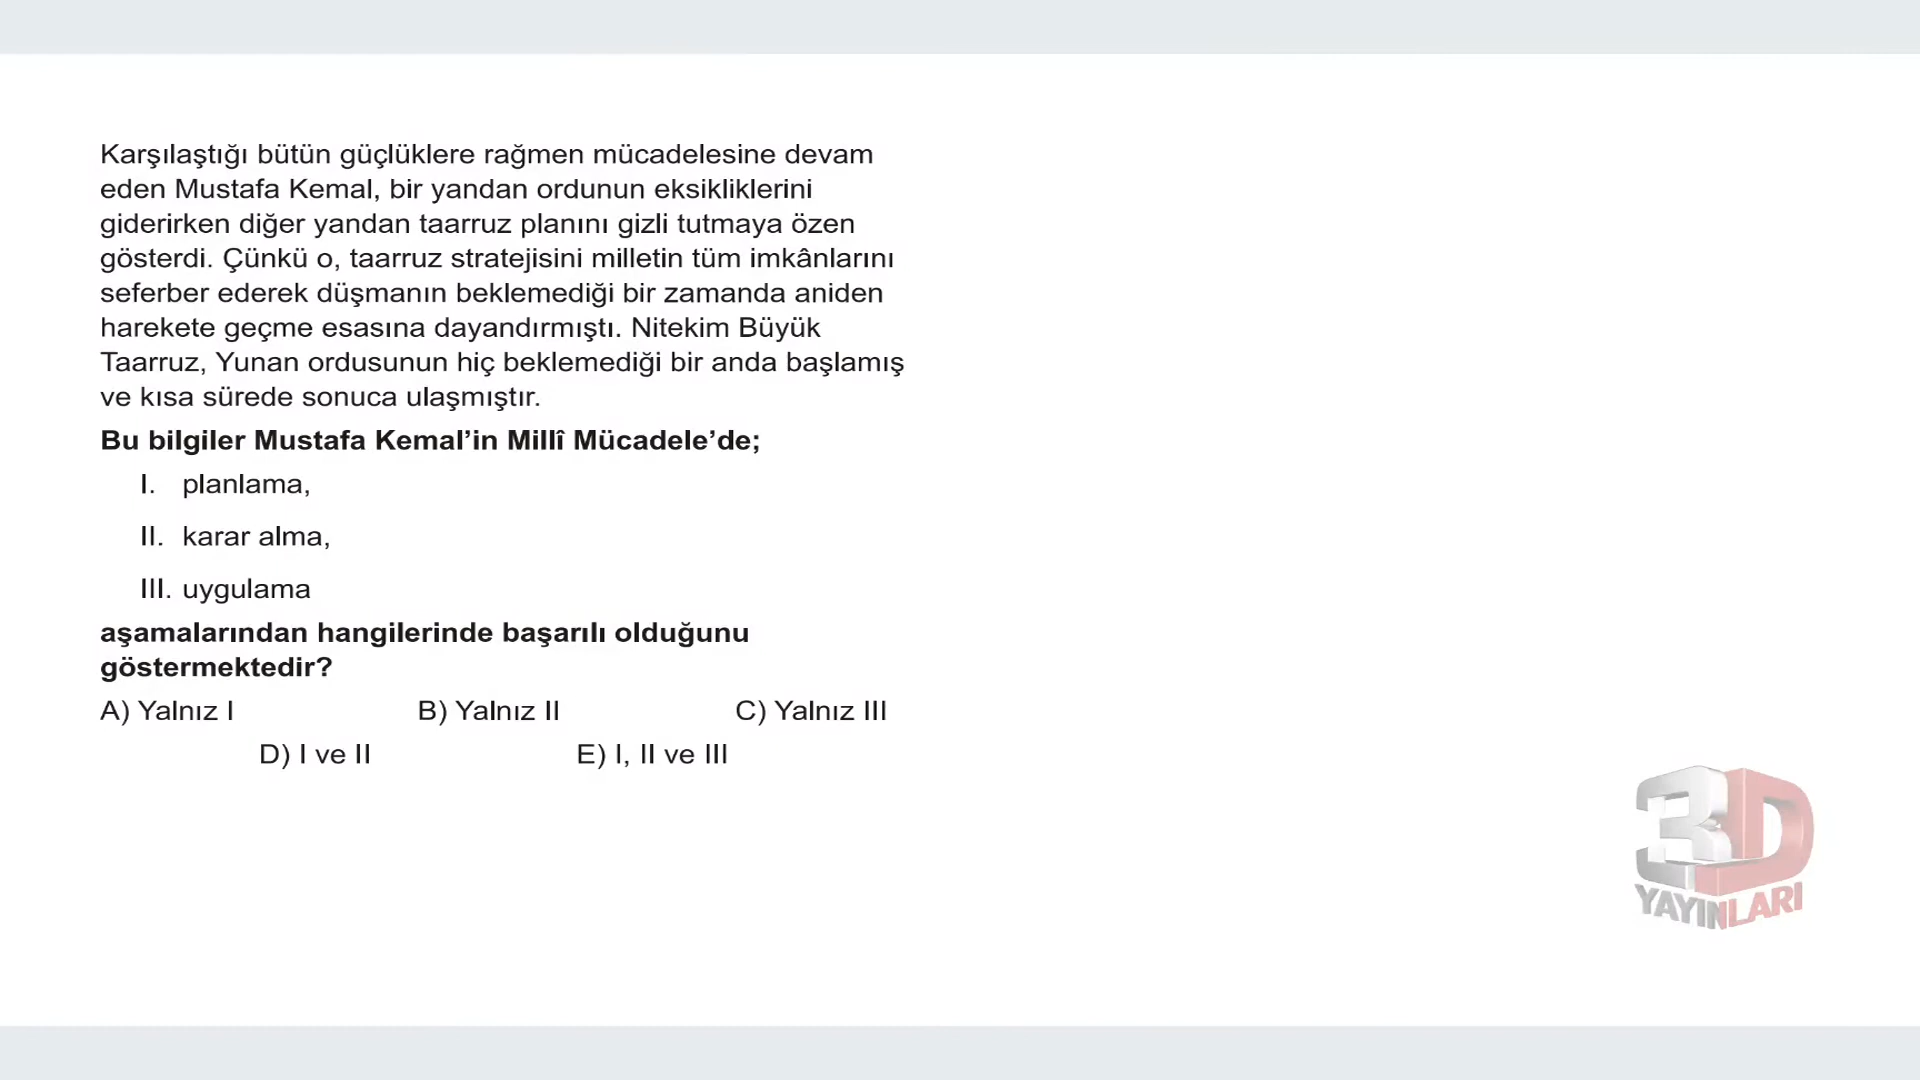 Karşılaştığı bütün güçlüklere rağmen mücadelesine devam
eden Mustafa Kemal, bir yandan ordunun eksikliklerini
giderirken diğer yandan taarruz planını gizli tutmaya özen
gösterdi. Çünkü o, taarruz stratejisini milletin tüm imkânlarını
seferber ederek düşmanın beklemediği bir zamanda aniden
harekete geçme esasına dayandırmıştı. Nitekim Büyük
Taarruz, Yunan ordusunun hiç beklemediği bir anda başlamış
ve kısa sürede sonuca ulaşmıştır.
Bu bilgiler Mustafa Kemal’in Millî Mücadele’de;
I. planlama,
II. karar alma,
III. uygulama
aşamalarından hangilerinde başarılı olduğunu
göstermektedir?
A) Yalnız I B) Yalnız II C) Yalnız III
D) I ve II E) I, II ve III
3D
YAYINLARI